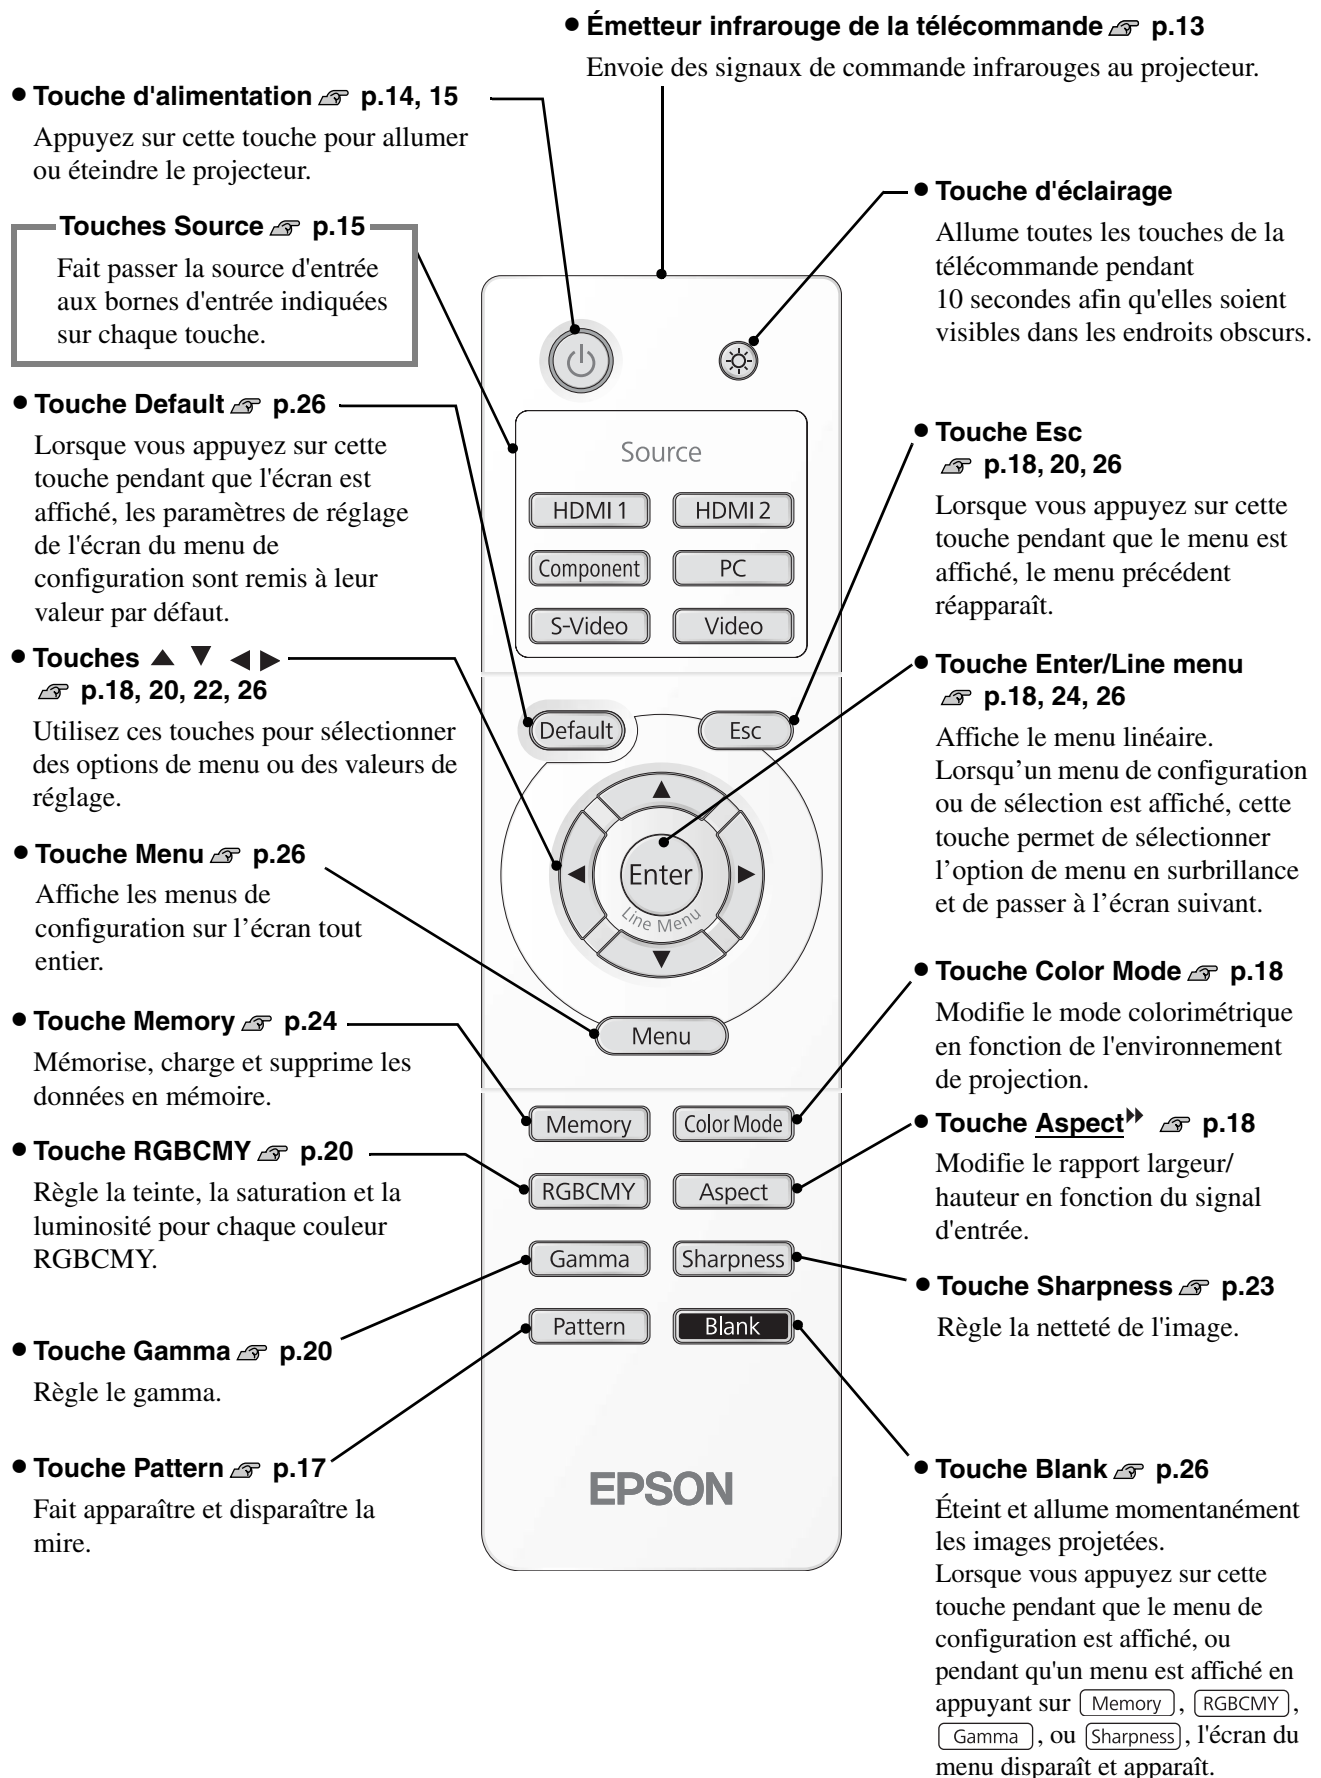 ● Émetteur infrarouge de la télécommande ☞ p.13
Envoie des signaux de commande infrarouges au projecteur.
● Touche d'alimentation ☞ p.14, 15
Appuyez sur cette touche pour allumer
ou éteindre le projecteur.
Touches Source ☞ p.15
Fait passer la source d'entrée
aux bornes d'entrée indiquées
sur chaque touche.
● Touche Default ☞ p.26
Lorsque vous appuyez sur cette
touche pendant que l'écran est
affiché, les paramètres de réglage
de l'écran du menu de
configuration sont remis à leur
valeur par défaut.
● Touches ▲ ▼ ◀ ▶
☞ p.18, 20, 22, 26
Utilisez ces touches pour sélectionner
des options de menu ou des valeurs de
réglage.
● Touche Menu ☞ p.26
Affiche les menus de
configuration sur l’écran tout
entier.
● Touche Memory ☞ p.24
Mémorise, charge et supprime les
données en mémoire.
● Touche RGBCMY ☞ p.20
Règle la teinte, la saturation et la
luminosité pour chaque couleur
RGBCMY.
● Touche Gamma ☞ p.20
Règle le gamma.
● Touche Pattern ☞ p.17
Fait apparaître et disparaître la
mire.
Source
HDMI 1 HDMI 2
Component PC
S-Video Video
Default Esc
▲
◀ Enter ▶
Line Menu
▼
Menu
Memory Color Mode
RGBCMY Aspect
Gamma Sharpness
Pattern Blank
EPSON
● Touche d'éclairage
Allume toutes les touches de la
télécommande pendant
10 secondes afin qu'elles soient
visibles dans les endroits obscurs.
● Touche Esc
☞ p.18, 20, 26
Lorsque vous appuyez sur cette
touche pendant que le menu est
affiché, le menu précédent
réapparaît.
● Touche Enter/Line menu
☞ p.18, 24, 26
Affiche le menu linéaire.
Lorsqu’un menu de configuration
ou de sélection est affiché, cette
touche permet de sélectionner
l’option de menu en surbrillance
et de passer à l’écran suivant.
● Touche Color Mode ☞ p.18
Modifie le mode colorimétrique
en fonction de l'environnement
de projection.
● Touche Aspect ☞ p.18
Modifie le rapport largeur/
hauteur en fonction du signal
d'entrée.
● Touche Sharpness ☞ p.23
Règle la netteté de l'image.
● Touche Blank ☞ p.26
Éteint et allume momentanément
les images projetées.
Lorsque vous appuyez sur cette
touche pendant que le menu de
configuration est affiché, ou
pendant qu'un menu est affiché en
appuyant sur Memory, RGBCMY,
Gamma, ou Sharpness, l'écran du
menu disparaît et apparaît.